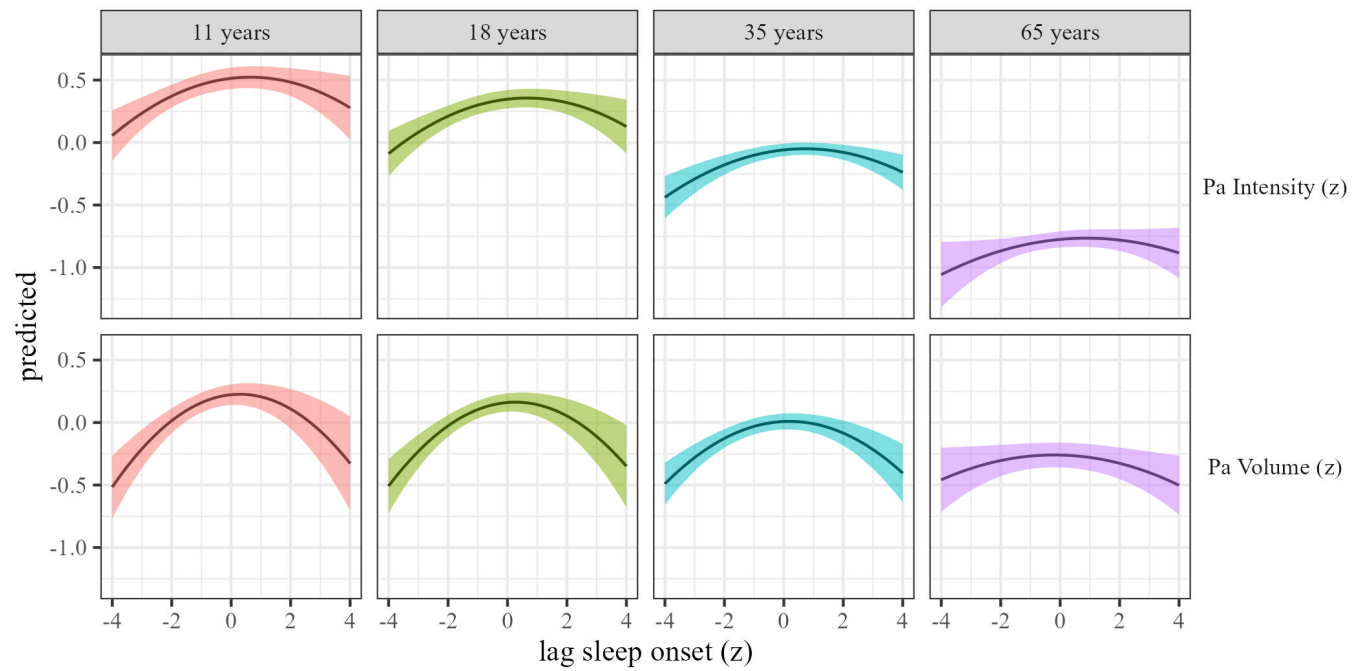 11 years
18 years
35 years
65 years
0.5
0.0
-0.5
-1.0
Pa Intensity (z)
predicted
0.5
0.0
-0.5
-1.0
Pa Volume (z)
-4 -2 0 2 4
-4 -2 0 2 4
-4 -2 0 2 4
-4 -2 0 2 4
lag sleep onset (z)